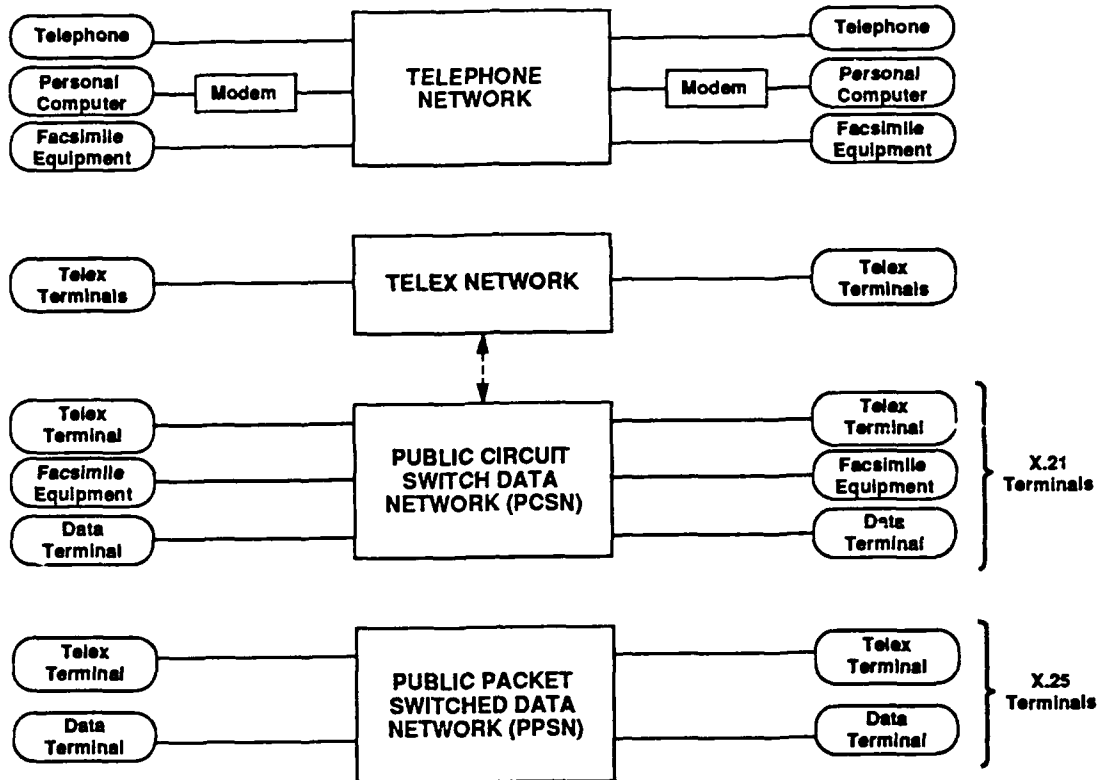 Telephone
Personal
Computer
Modem
Facsimile
Equipment
TELEPHONE
NETWORK
Telephone
Modem
Personal
Computer
Facsimile
Equipment
Telex
Terminals
TELEX NETWORK
Telex
Terminals
Telex
Terminal
Facsimile
Equipment
Data
Terminal
PUBLIC CIRCUIT
SWITCH DATA
NETWORK (PCSN)
Telex
Terminal
Facsimile
Equipment
Data
Terminal
X.21
Terminals
Telex
Terminal
Data
Terminal
PUBLIC PACKET
SWITCHED DATA
NETWORK (PPSN)
Telex
Terminal
Data
Terminal
X.25
Terminals